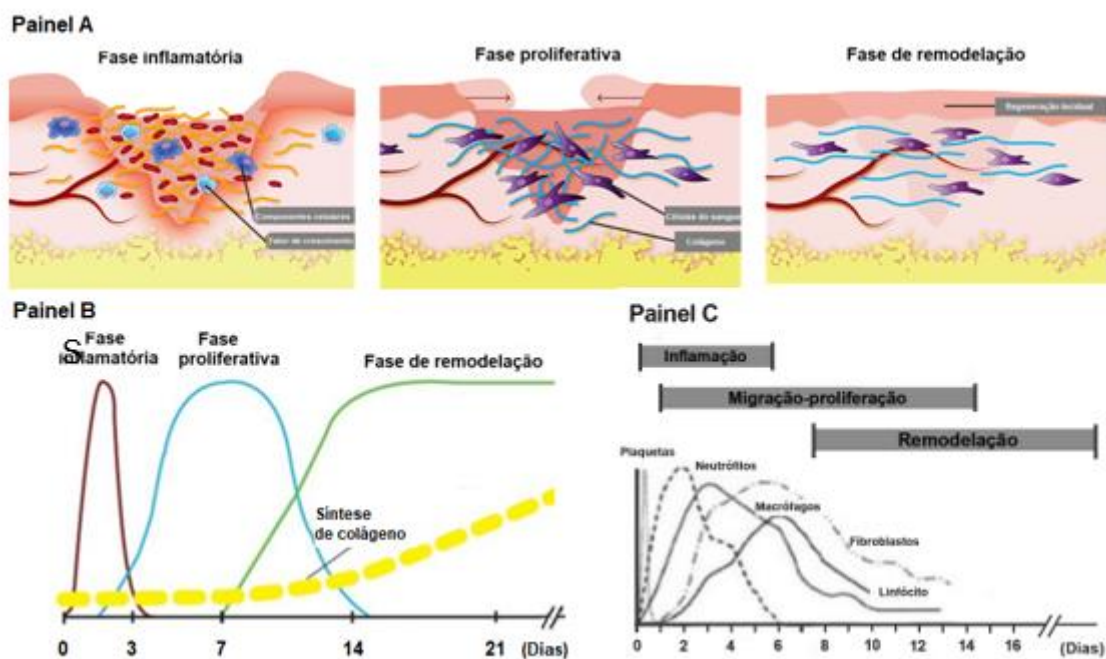 Painel A
Fase inflamatória
Fase proliferativa
Fase de remodelação
Componentes celulares
Fator de crescimento
Células do sangue
Colágeno
Regeneração tecidual
Painel B
S
Fase
inflamatória
Fase
proliferativa
Fase de remodelação
Síntese
de colágeno
0 3 7 14 21 (Dias)
Painel C
Inflamação
Migração-proliferação
Remodelação
Plaquetas
Neutrófilos
Macrófagos
Fibroblastos
Linfócito
0 2 4 6 8 10 12 14 16 (Dias)